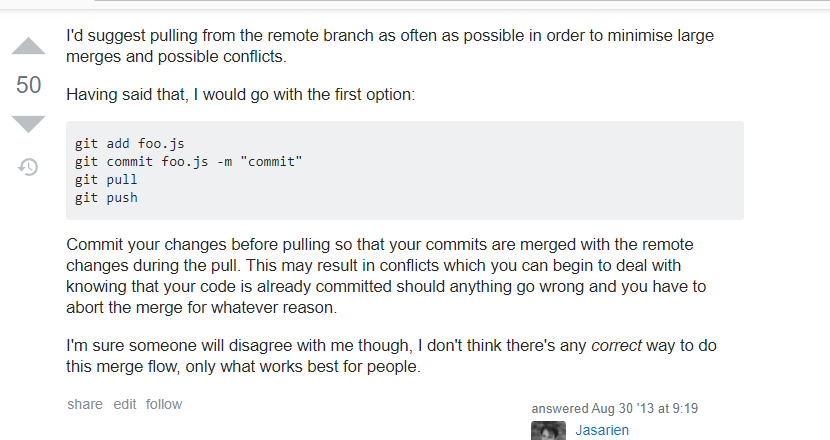 I'd suggest pulling from the remote branch as often as possible in order to minimise large
merges and possible conflicts.
50
Having said that, I would go with the first option:
git add foo.js
git commit foo.js -m "commit"
git pull
git push
Commit your changes before pulling so that your commits are merged with the remote
changes during the pull. This may result in conflicts which you can begin to deal with
knowing that your code is already committed should anything go wrong and you have to
abort the merge for whatever reason.
I'm sure someone will disagree with me though, I don't think there's any correct way to do
this merge flow, only what works best for people.
share edit follow
answered Aug 30 '13 at 9:19
Jasarien